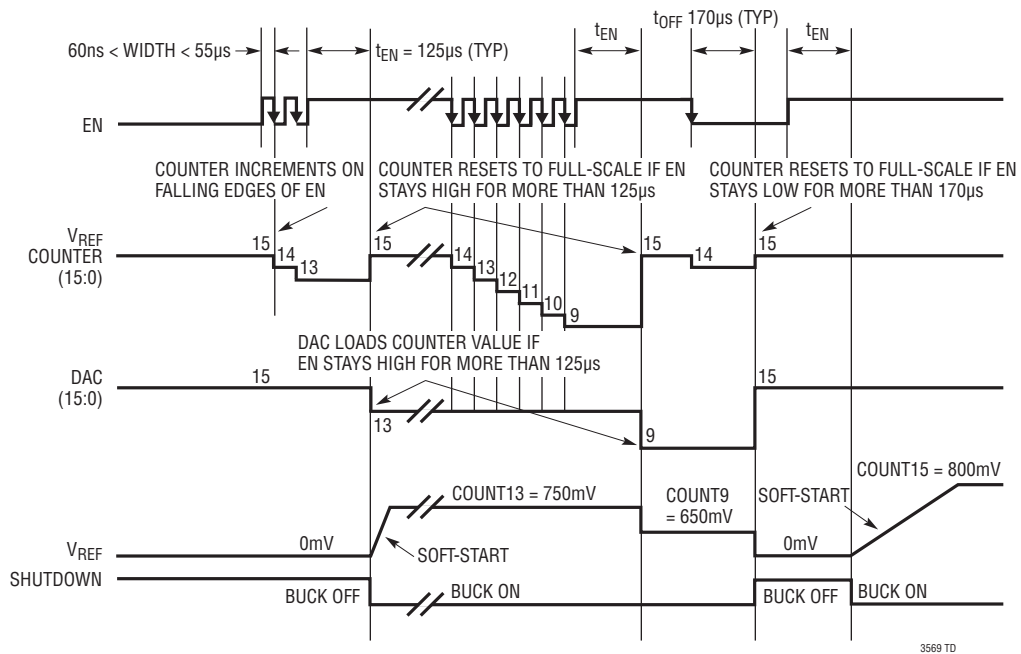 60ns < WIDTH < 55µs
tEN = 125µs (TYP)
tEN
tOFF 170µs (TYP)
tEN
EN
COUNTER INCREMENTS ON
FALLING EDGES OF EN
COUNTER RESETS TO FULL-SCALE IF EN
STAYS HIGH FOR MORE THAN 125µs
COUNTER RESETS TO FULL-SCALE IF EN
STAYS LOW FOR MORE THAN 170µs
VREF
COUNTER
(15:0)
15
14
13
15
14
13
12
11
10
9
15
14
15
DAC LOADS COUNTER VALUE IF
EN STAYS HIGH FOR MORE THAN 125µs
DAC
(15:0)
15
13
9
15
VREF
0mV
SOFT-START
COUNT13 = 750mV
COUNT9
= 650mV
0mV
SOFT-START
COUNT15 = 800mV
SHUTDOWN
BUCK OFF
BUCK ON
BUCK OFF
BUCK ON
3569 TD